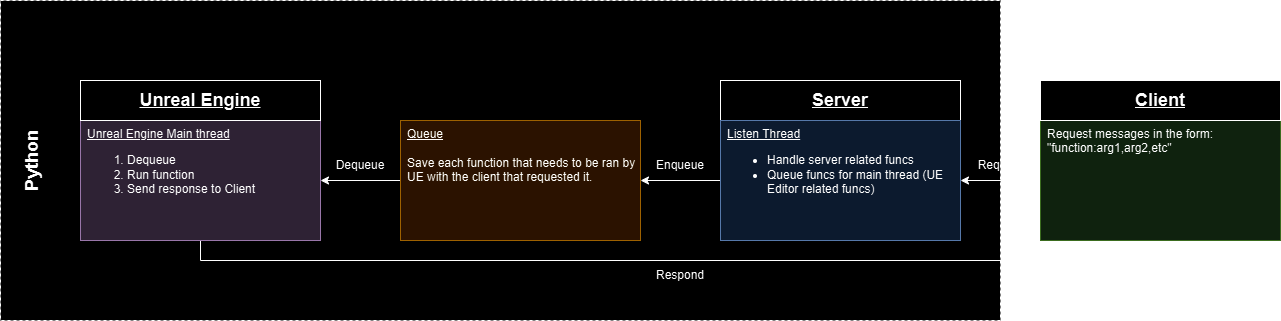 Python
Unreal Engine
Unreal Engine Main thread
1. Dequeue
2. Run function
3. Send response to Client
Dequeue
Queue
Save each function that needs to be ran by
UE with the client that requested it.
Enqueue
Server
Listen Thread
• Handle server related funcs
• Queue funcs for main thread (UE
Editor related funcs)
Client
Request messages in the form:
"function:arg1,arg2,etc"
Respond